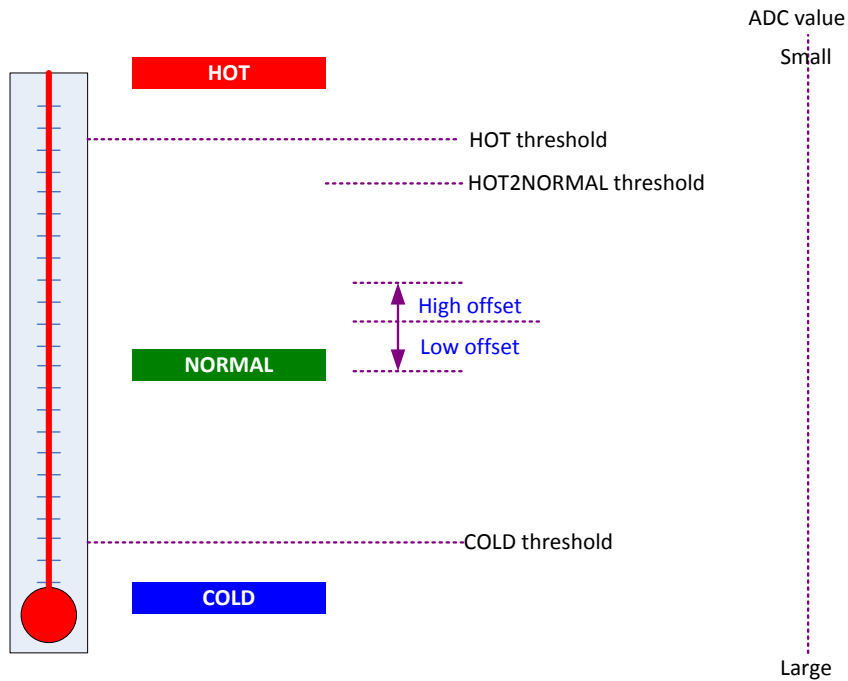 ADC value
Small
HOT
HOT threshold
HOT2NORMAL threshold
High offset
Low offset
NORMAL
COLD threshold
COLD
Large